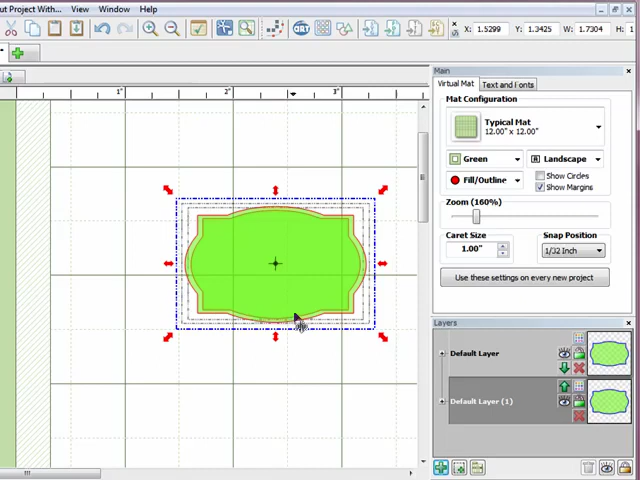 ut Project With...
View Window Help
X: 1.5299 Y: 1.3425 W: 1.7304 H: 1
1" 2" 3"
Main
Virtual Mat Text and Fonts
Mat Configuration
Typical Mat
12.00" x 12.00"
Green Landscape
Fill/Outline Show Circles
Show Margins
Zoom (160%)
Caret Size Snap Position
1.00" 1/32 Inch
Use these settings on every new project
Layers
Default Layer
Default Layer (1)